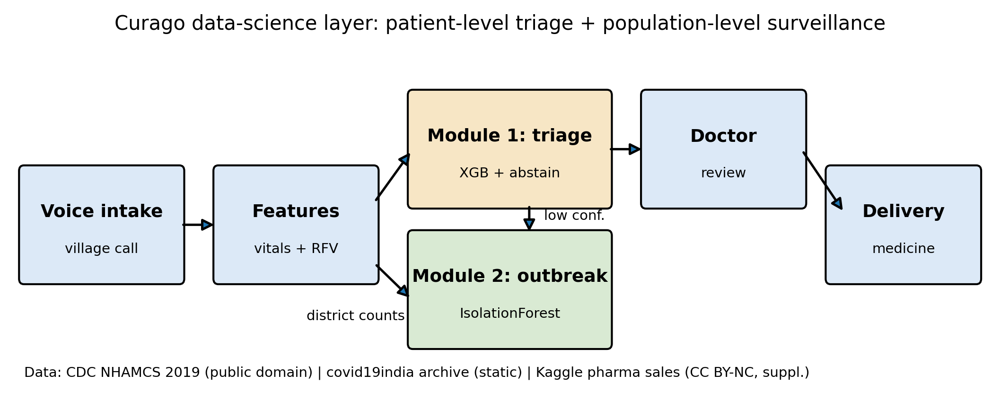 Curago data-science layer: patient-level triage + population-level surveillance
Voice intake
village call
Features
vitals + RFV
Module 1: triage
XGB + abstain
Doctor
review
Delivery
medicine
low conf.
Module 2: outbreak
IsolationForest
district counts
Data: CDC NHAMCS 2019 (public domain) | covid19india archive (static) | Kaggle pharma sales (CC BY-NC, suppl.)